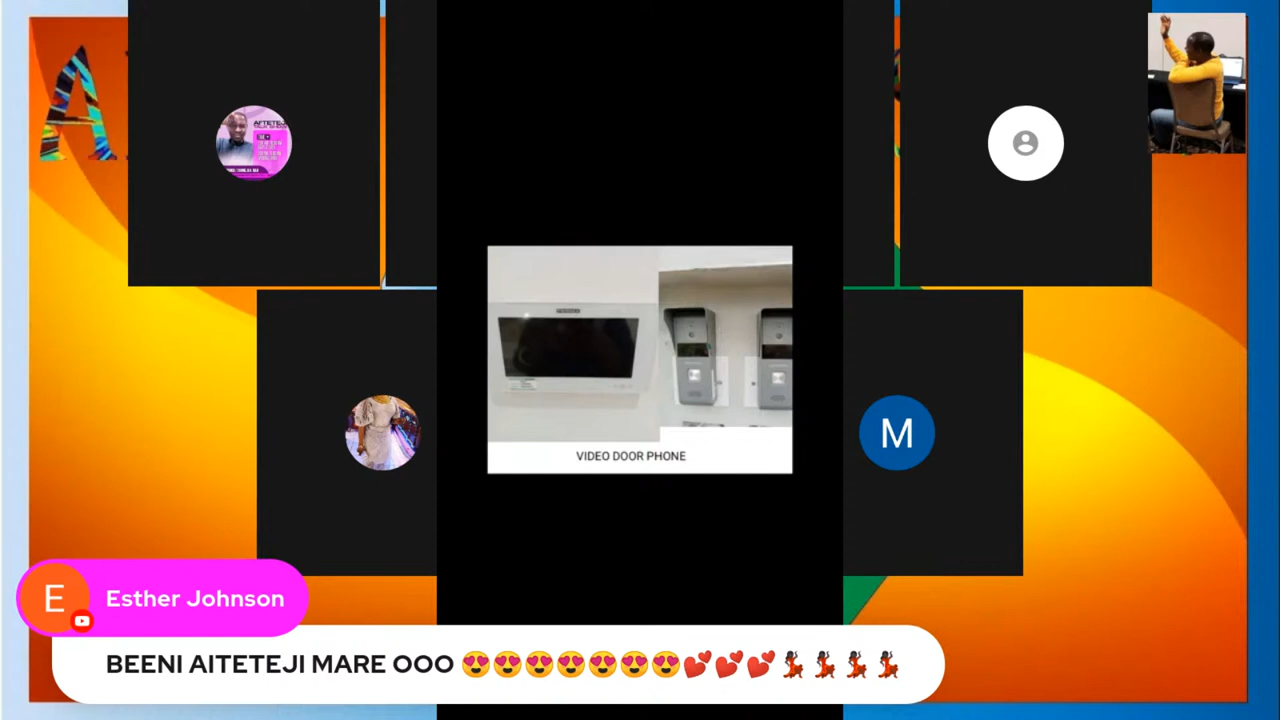 A
VIDEO DOOR PHONE
M
E
Esther Johnson
BEENI AITETEJI MARE OOO 😍😍😍😍😍😍😍💕💕💕💃🏿💃🏿💃🏿💃🏿